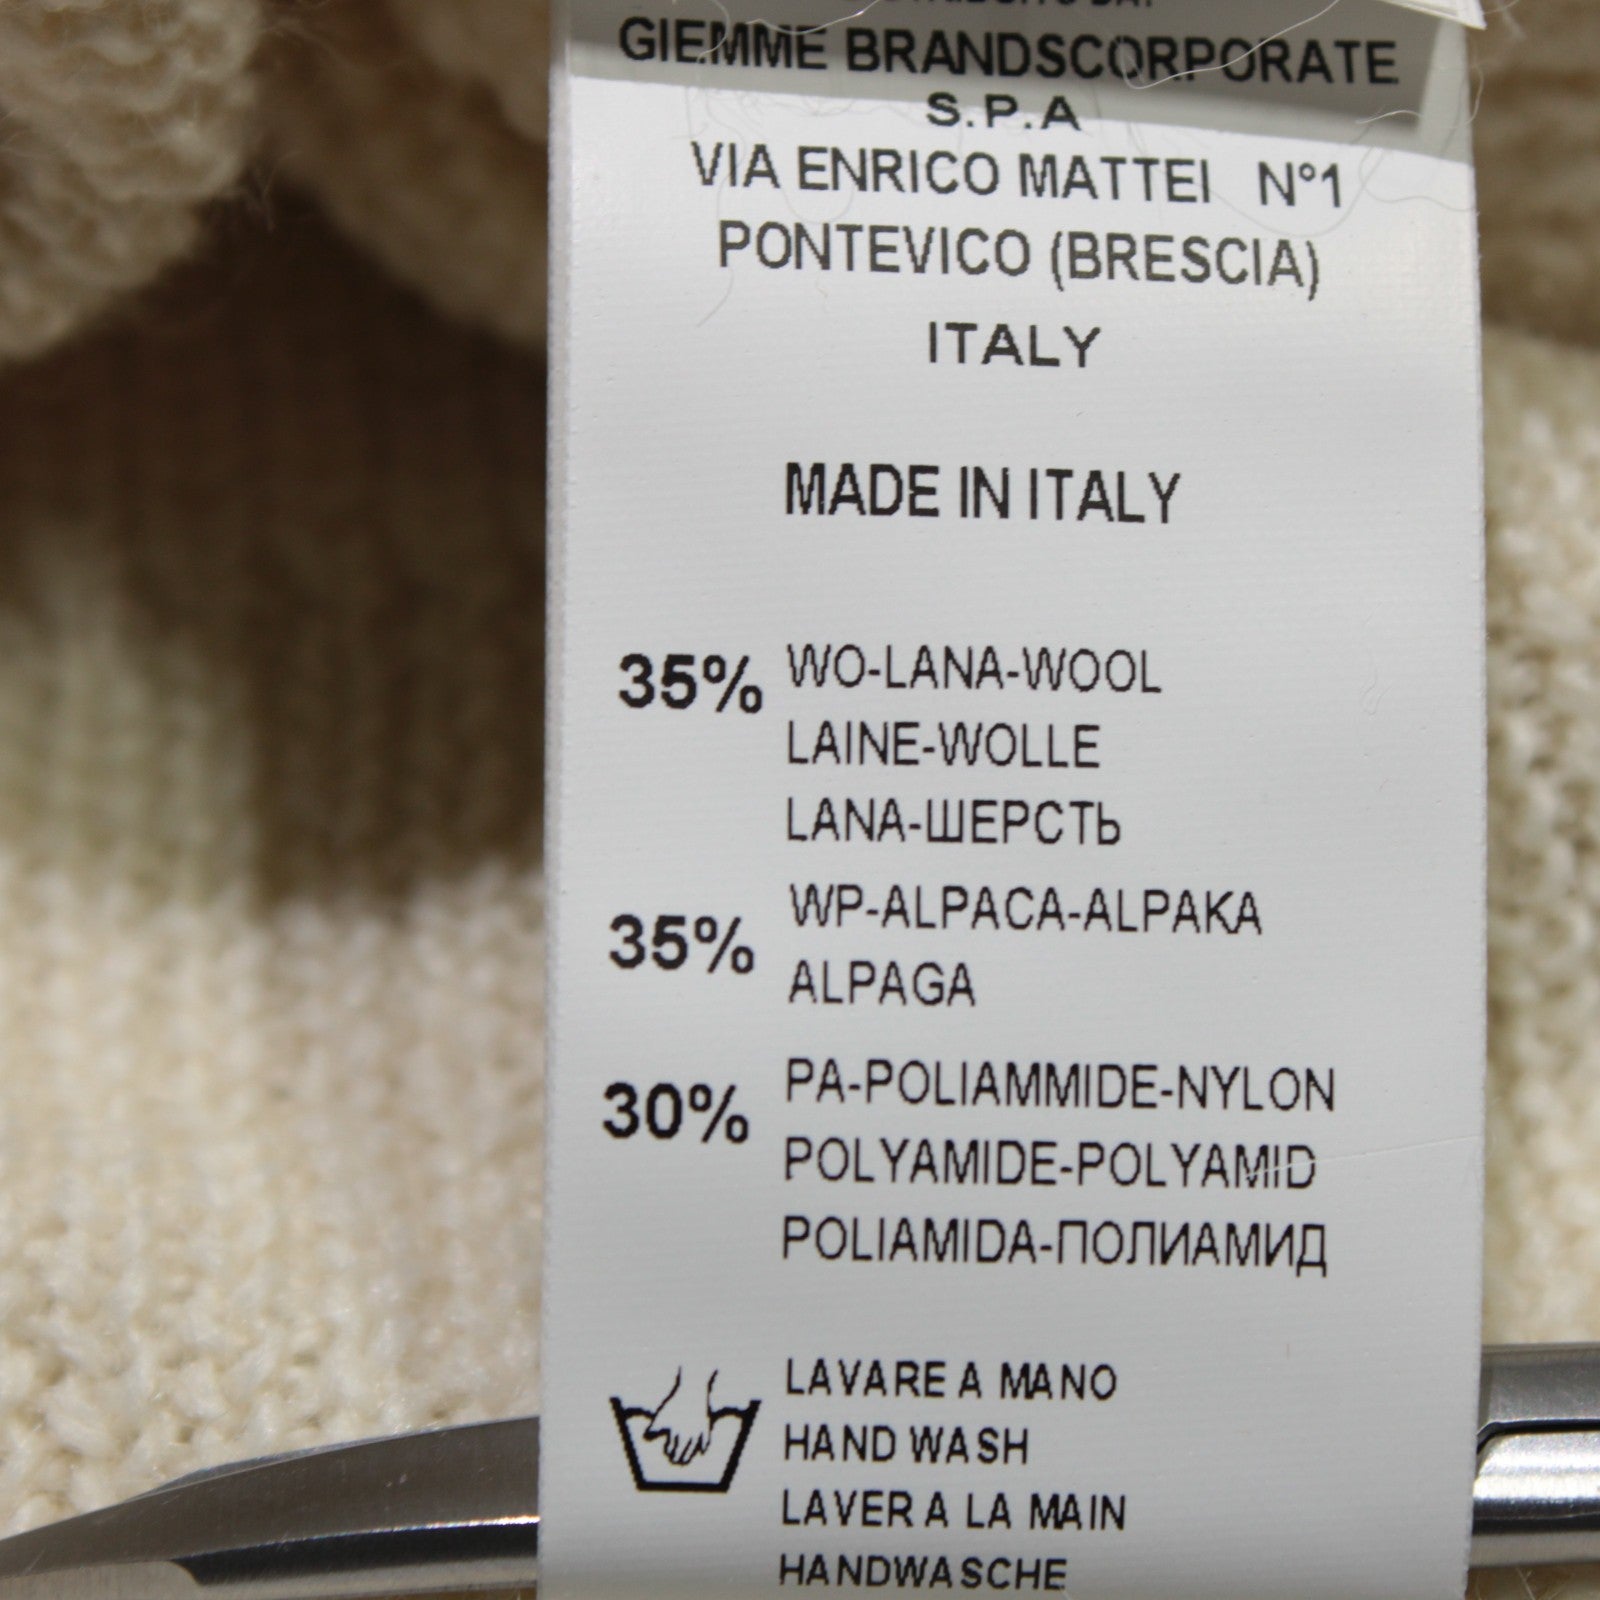 GIEMME BRANDSCORPORATE
S.P.A
VIA ENRICO MATTEI N°1
PONTEVICO (BRESCIA)
ITALY
MADE IN ITALY
35% WO-LANA-WOOL
LAINE-WOLLE
LANA-ШЕРСТЬ
35% WP-ALPACA-ALPAKA
ALPAGA
30% PA-POLIAMMIDE-NYLON
POLYAMIDE-POLYAMID
POLIAMIDA-ПОЛИАМИД
LAVARE A MANO
HAND WASH
LAVER A LA MAIN
HANDWASCHE